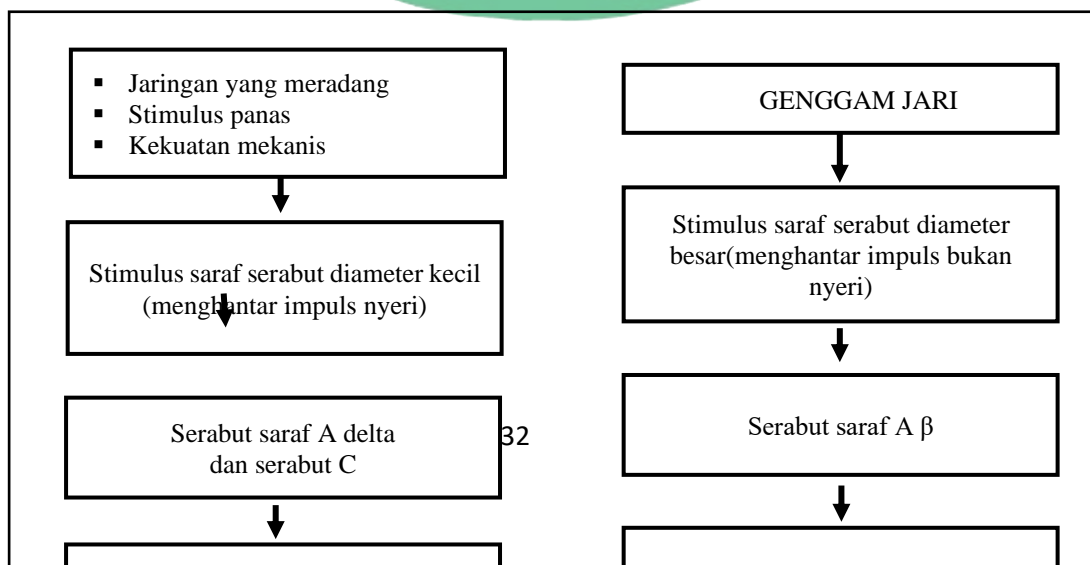 ▪ Jaringan yang meradang
▪ Stimulus panas
▪ Kekuatan mekanis
Stimulus saraf serabut diameter kecil
(menghantar impuls nyeri)
Serabut saraf A delta
dan serabut C
32
GENGGAM JARI
Stimulus saraf serabut diameter
besar(menghantar impuls bukan
nyeri)
Serabut saraf A β